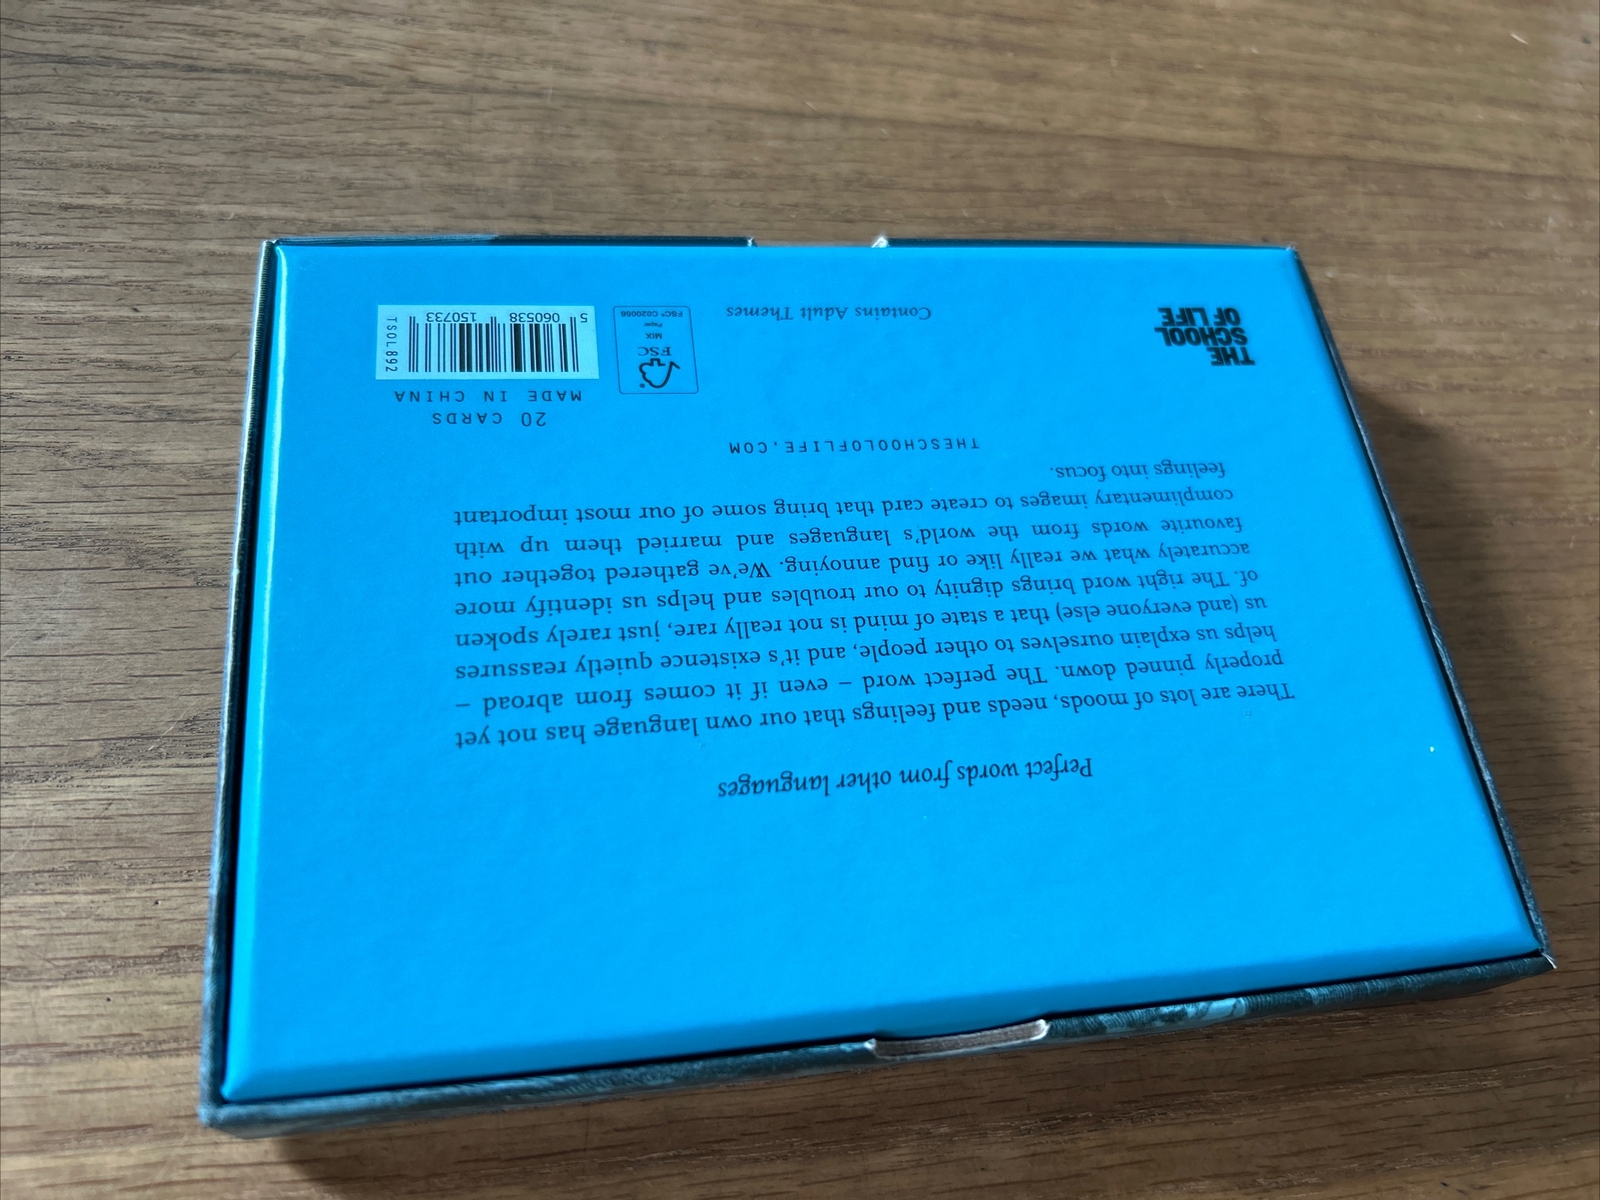 Perfect words from other languages
There are lots of moods, needs and feelings that our own language has not yet
properly pinned down. The perfect word – even if it comes from abroad –
helps us explain ourselves to other people, and it's existence quietly reassures
us (and everyone else) that a state of mind is not really rare, just rarely spoken
of. The right word brings dignity to our troubles and helps us identify more
accurately what we really like or find annoying. We've gathered together out
favourite words from the world's languages and married them up with
complimentary images to create card that bring some of our most important
feelings into focus.
THESCHOOLOFLIFE.COM
THE
SCHOOL
OF LIFE
Contains Adult Themes
FSC
MIX
Paper
FSC® C020056
20 CARDS
MADE IN CHINA
5 060538 150733
TSOL892